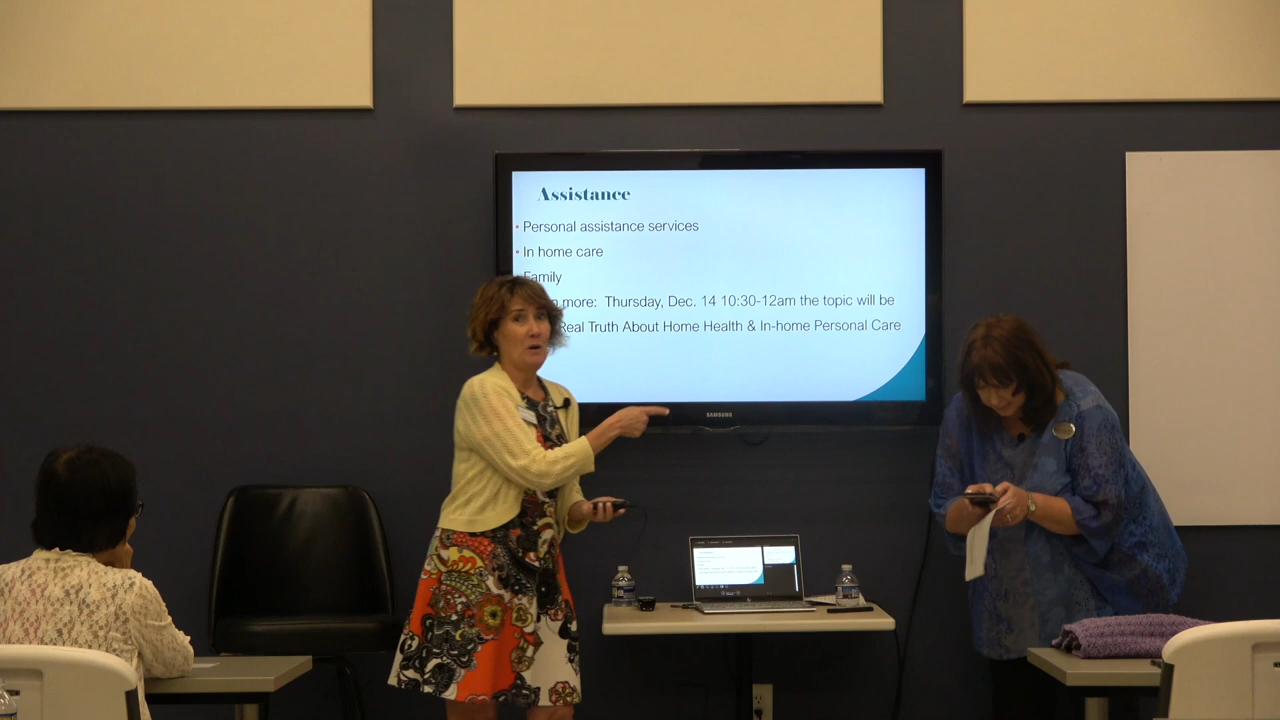 Assistance
• Personal assistance services
• In home care
• Family
more: Thursday, Dec. 14 10:30-12am the topic will be
Real Truth About Home Health & In-home Personal Care
SAMSUNG